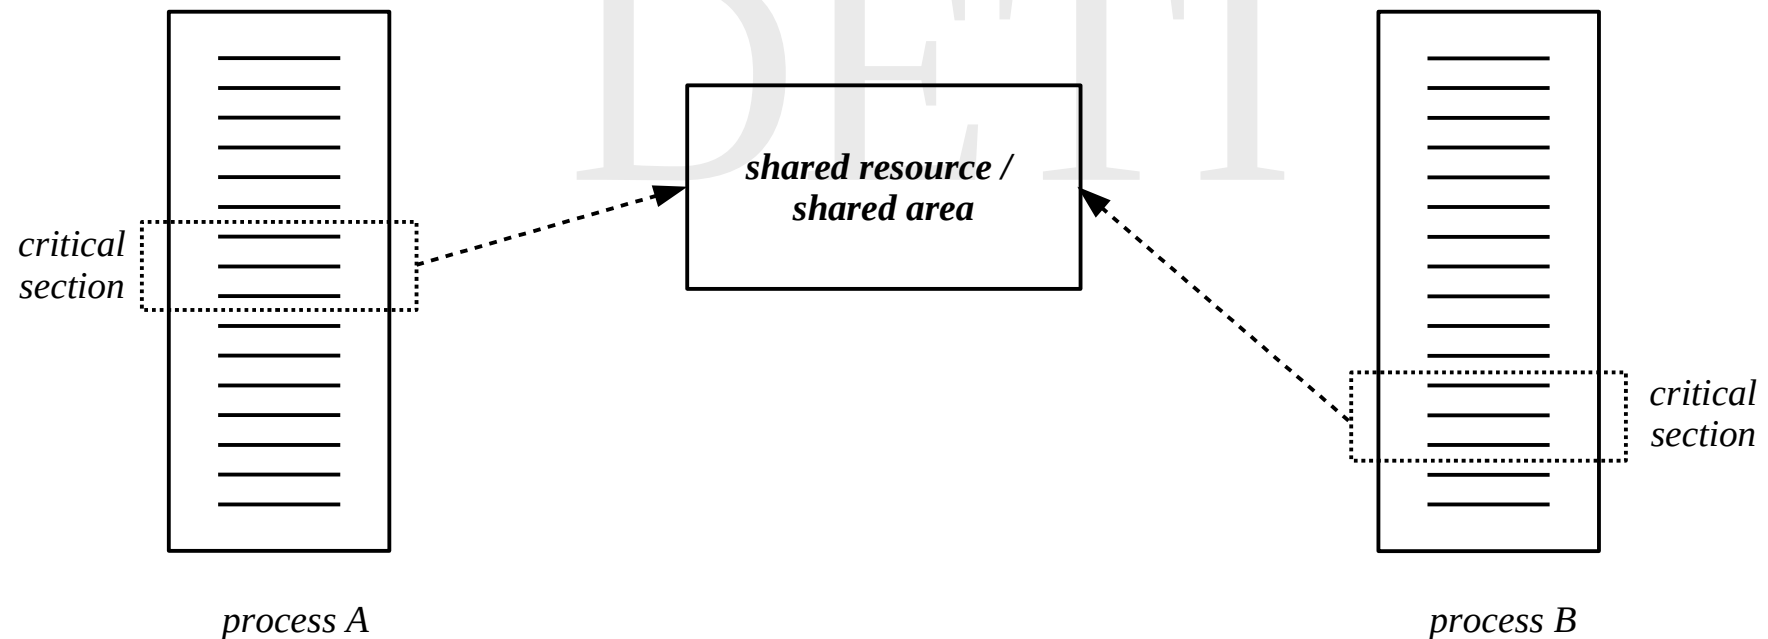 DETI
shared resource /
shared area
critical
section
critical
section
process A
process B